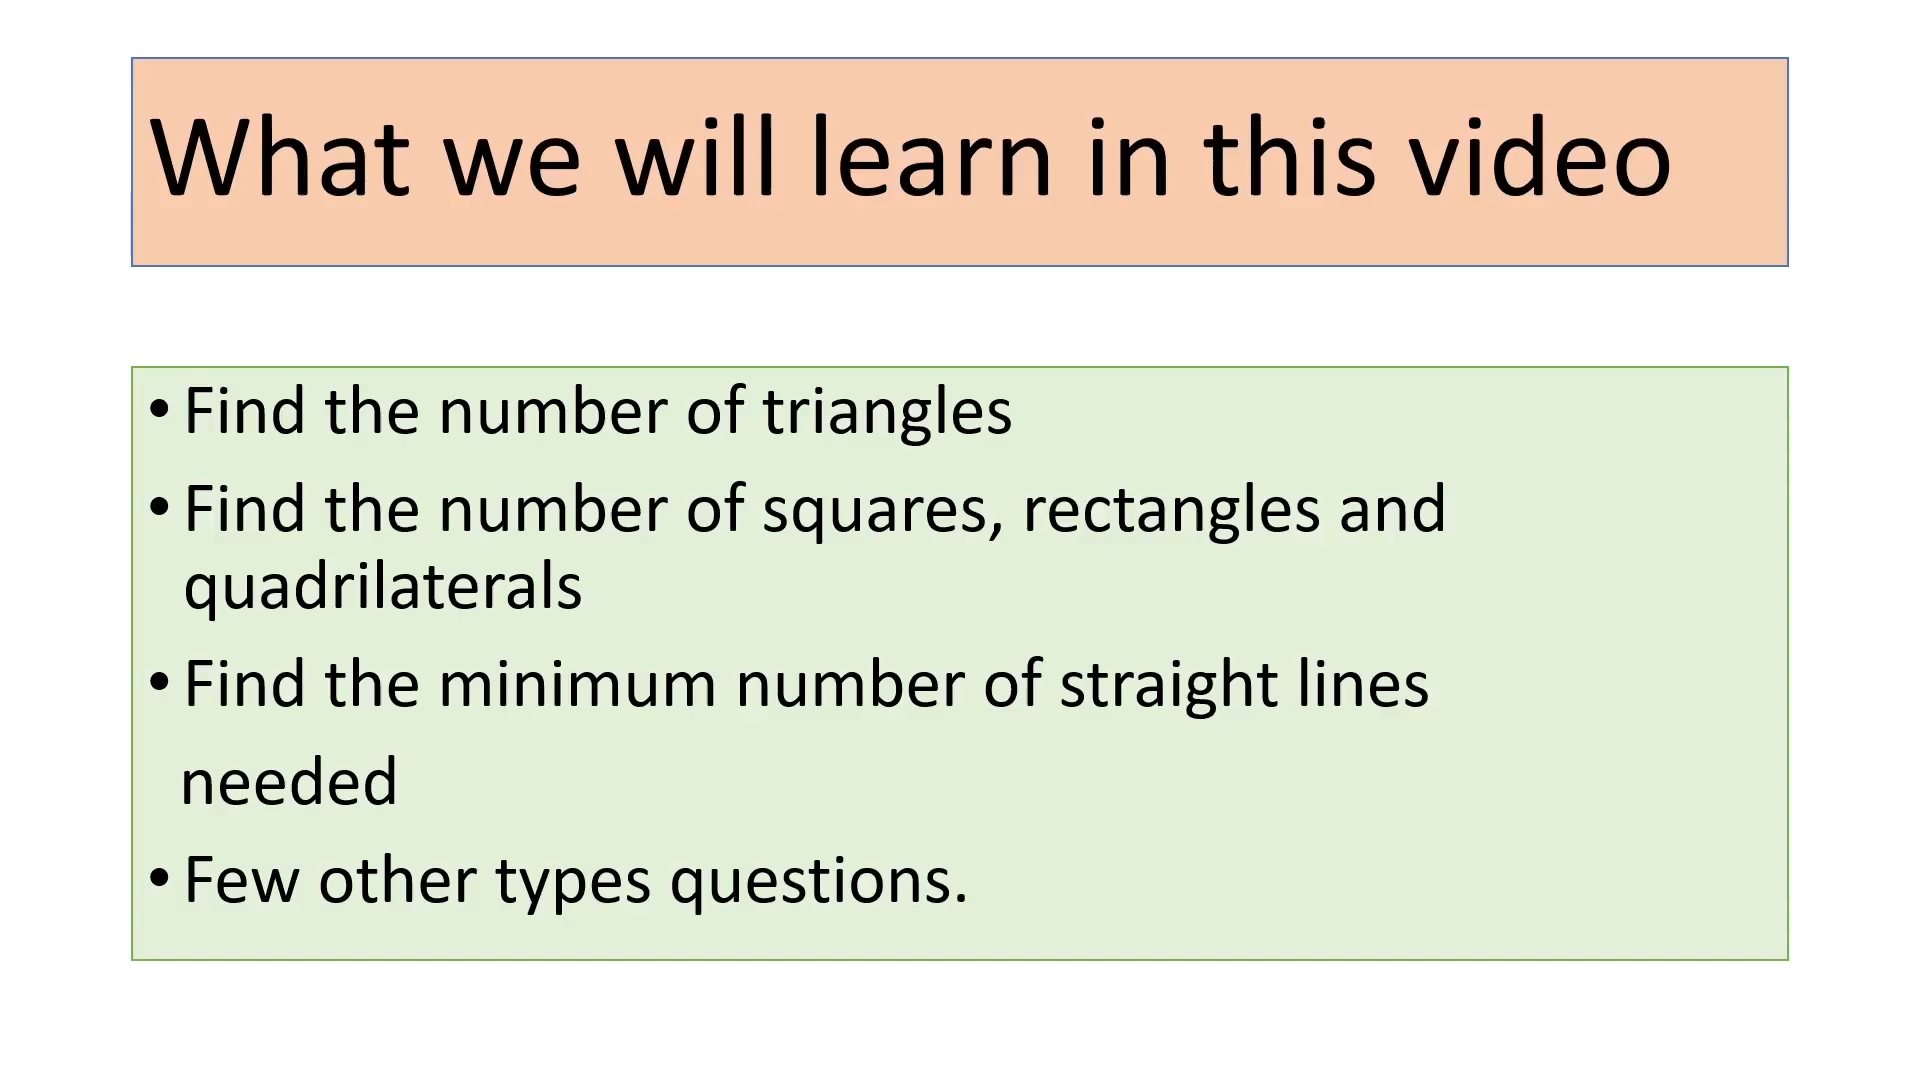 What we will learn in this video
• Find the number of triangles
• Find the number of squares, rectangles and
quadrilaterals
• Find the minimum number of straight lines
needed
• Few other types questions.